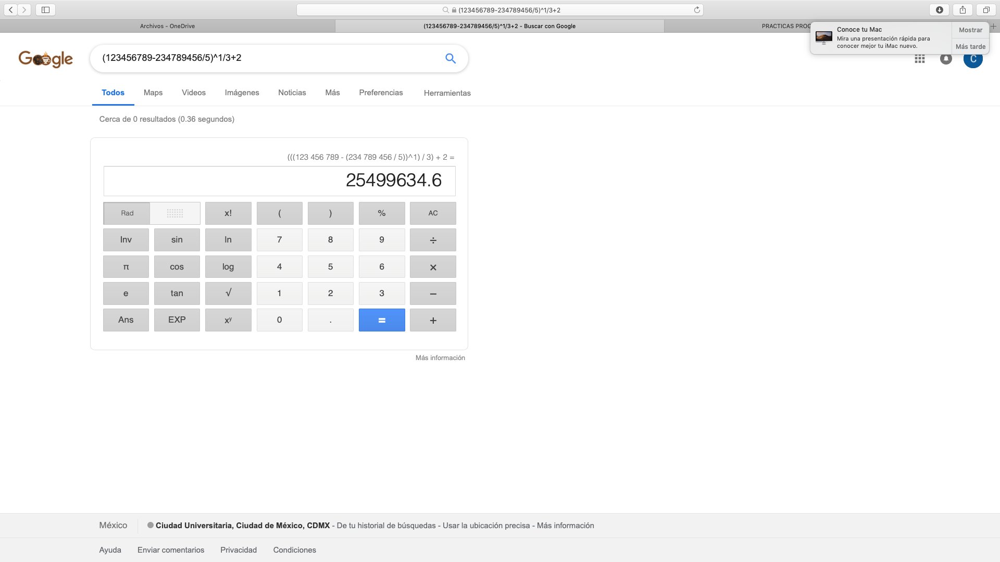 (123456789-234789456/5)^1/3+2
Archivos - OneDrive
(123456789-234789456/5)^1/3+2 - Buscar con Google
PRACTICAS PROG
Conoce tu Mac
Mira una presentación rápida para
conocer mejor tu iMac nuevo.
Mostrar
Más tarde
Google
(123456789-234789456/5)^1/3+2
C
Todos Maps Videos Imágenes Noticias Más Preferencias Herramientas
Cerca de 0 resultados (0.36 segundos)
(((123 456 789 - (234 789 456 / 5))^1) / 3) + 2 =
25499634.6
Rad x! ( ) % AC
Inv sin ln 7 8 9 ÷
π cos log 4 5 6 ×
e tan √ 1 2 3 −
Ans EXP xʸ 0 . = +
Más información
México Ciudad Universitaria, Ciudad de México, CDMX - De tu historial de búsquedas - Usar la ubicación precisa - Más información
Ayuda Enviar comentarios Privacidad Condiciones